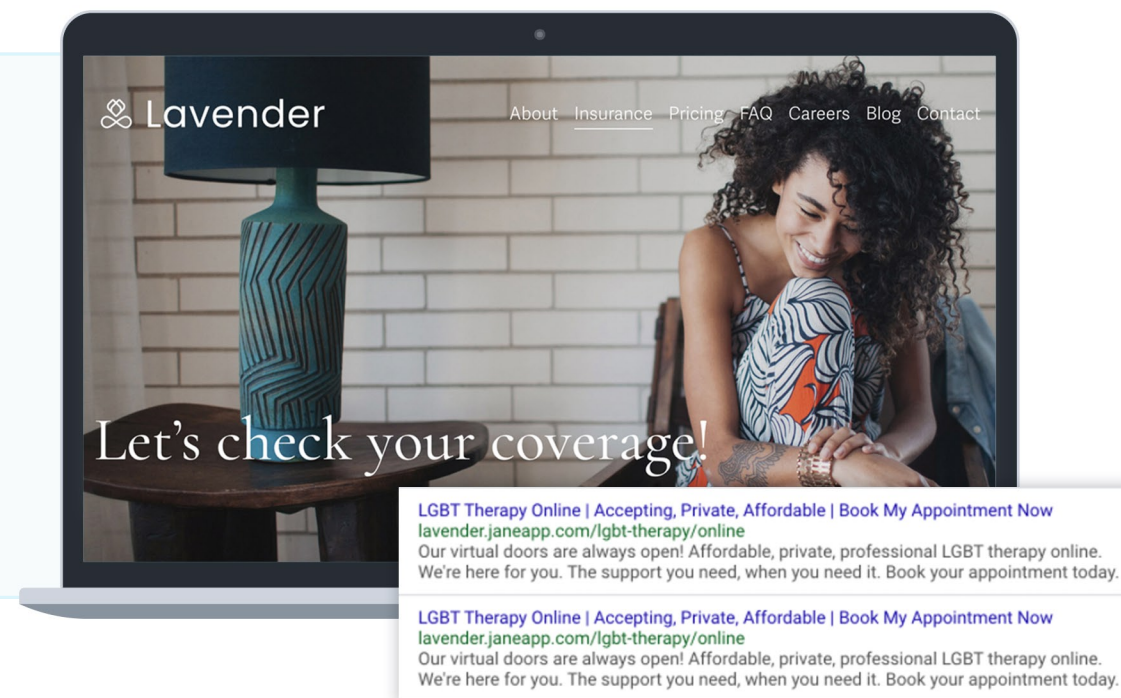 Lavender
About Insurance Pricing FAQ Careers Blog Contact
Let’s check your coverage!
LGBT Therapy Online | Accepting, Private, Affordable | Book My Appointment Now
lavender.janeapp.com/lgbt-therapy/online
Our virtual doors are always open! Affordable, private, professional LGBT therapy online.
We're here for you. The support you need, when you need it. Book your appointment today.
LGBT Therapy Online | Accepting, Private, Affordable | Book My Appointment Now
lavender.janeapp.com/lgbt-therapy/online
Our virtual doors are always open! Affordable, private, professional LGBT therapy online.
We're here for you. The support you need, when you need it. Book your appointment today.